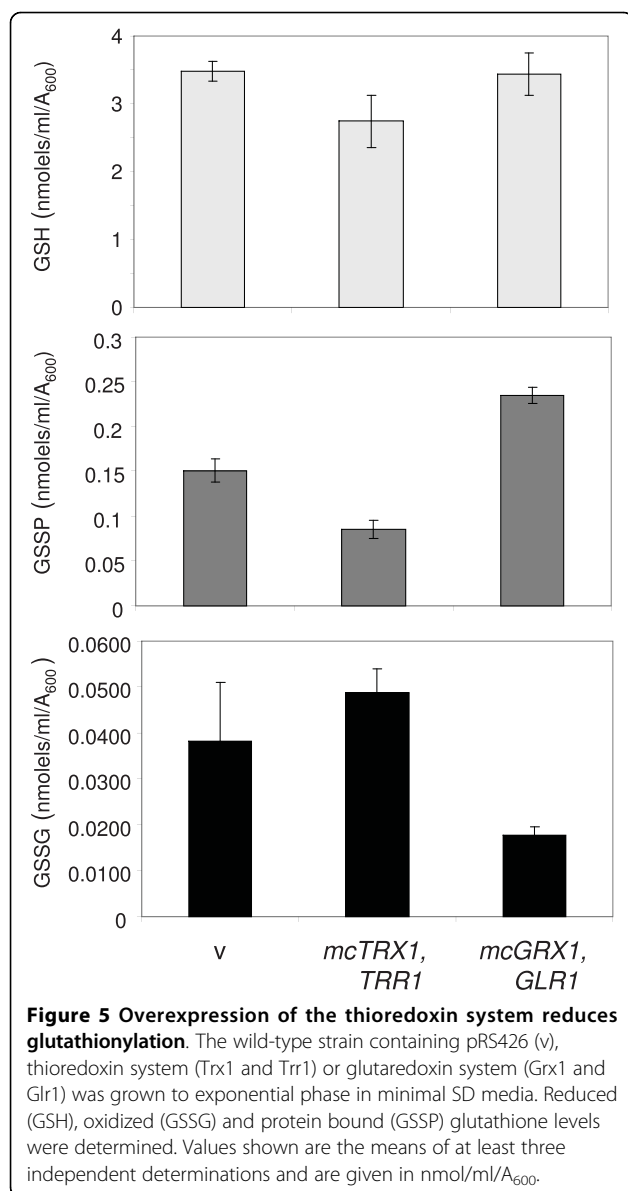 4
3
2
1
0
GSH (nmolels/ml/A600)
0.3
0.25
0.2
0.15
0.1
0.05
0
GSSP (nmolels/ml/A600)
0.0600
0.0500
0.0400
0.0300
0.0200
0.0100
0
GSSG (nmolels/ml/A600)
v mcTRX1, mcGRX1,
TRR1 GLR1
Figure 5 Overexpression of the thioredoxin system reduces
glutathionylation. The wild-type strain containing pRS426 (v),
thioredoxin system (Trx1 and Trr1) or glutaredoxin system (Grx1 and
Glr1) was grown to exponential phase in minimal SD media. Reduced
(GSH), oxidized (GSSG) and protein bound (GSSP) glutathione levels
were determined. Values shown are the means of at least three
independent determinations and are given in nmol/ml/A600.